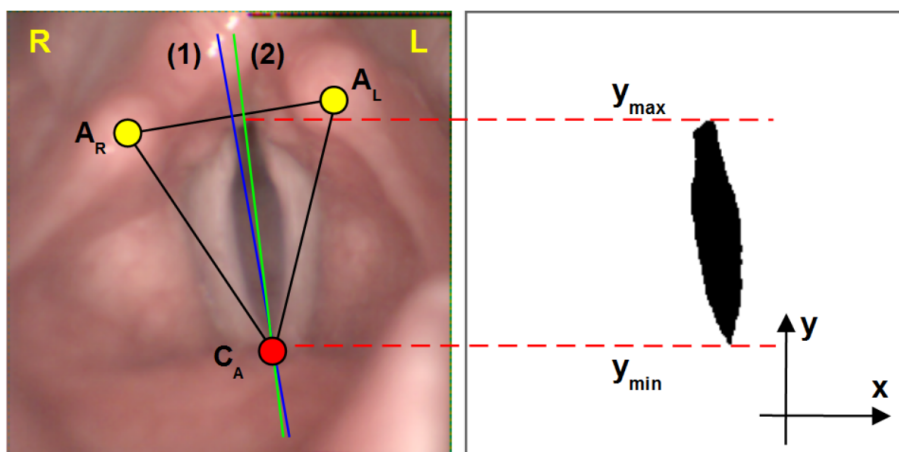 R
(1)
(2)
L
A_L
A_R
C_A
y_max
y_min
y
x